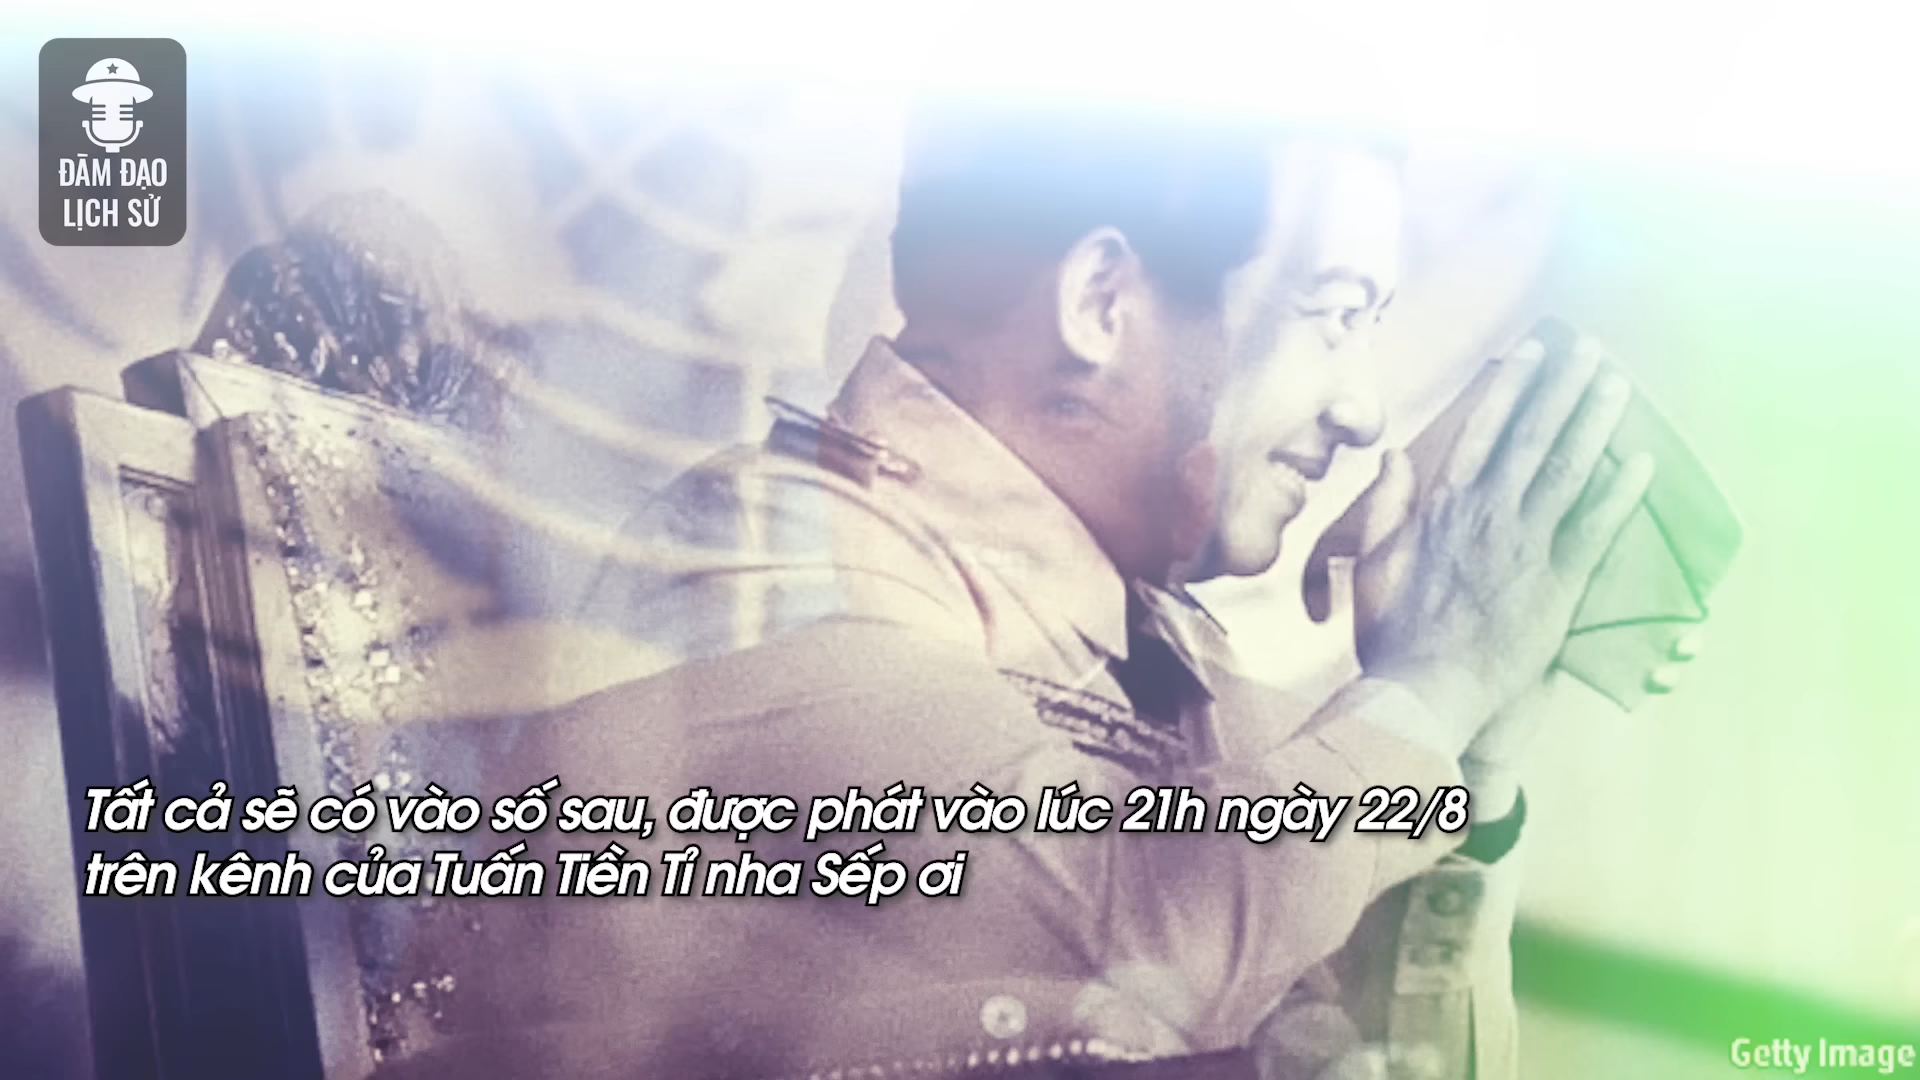 ĐÀM ĐẠO
LỊCH SỬ
Tất cả sẽ có vào số sau, được phát vào lúc 21h ngày 22/8
trên kênh của Tuấn Tiền Tỉ nha Sếp ơi
Getty Image